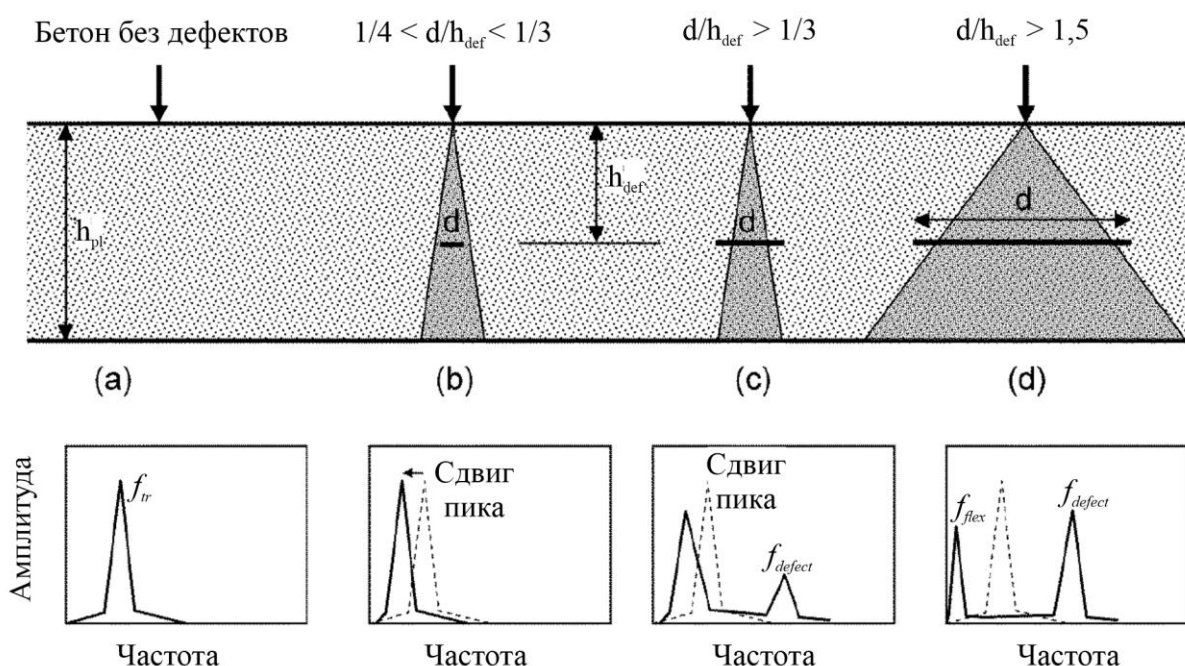 Бетон без дефектов
1/4 < d/h_def < 1/3
d/h_def > 1/3
d/h_def > 1,5
h_pl
d
h_def
d
d
(a)
(b)
(c)
(d)
Амплитуда
f_tr
Сдвиг
пика
Сдвиг
пика
f_defect
f_flex
f_defect
Частота
Частота
Частота
Частота